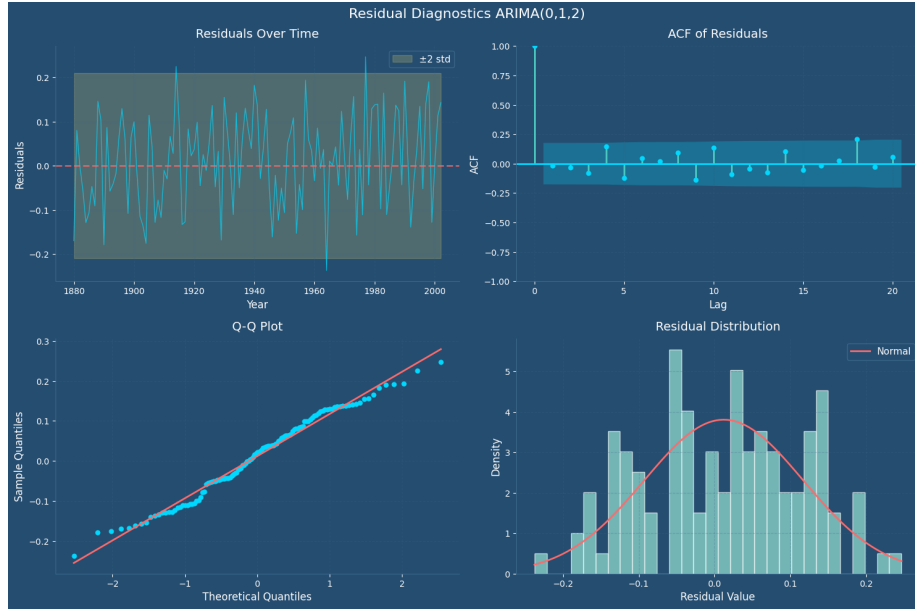 Residual Diagnostics ARIMA(0,1,2)
Residuals Over Time
±2 std
Residuals
0.2
0.1
0.0
−0.1
−0.2
1880 1900 1920 1940 1960 1980 2000
Year
ACF of Residuals
ACF
1.00
0.75
0.50
0.25
0.00
−0.25
−0.50
−0.75
−1.00
0 5 10 15 20
Lag
Q-Q Plot
Sample Quantiles
0.3
0.2
0.1
0.0
−0.1
−0.2
−2 −1 0 1 2
Theoretical Quantiles
Residual Distribution
Normal
Density
5
4
3
2
1
0
−0.2 −0.1 0.0 0.1 0.2
Residual Value